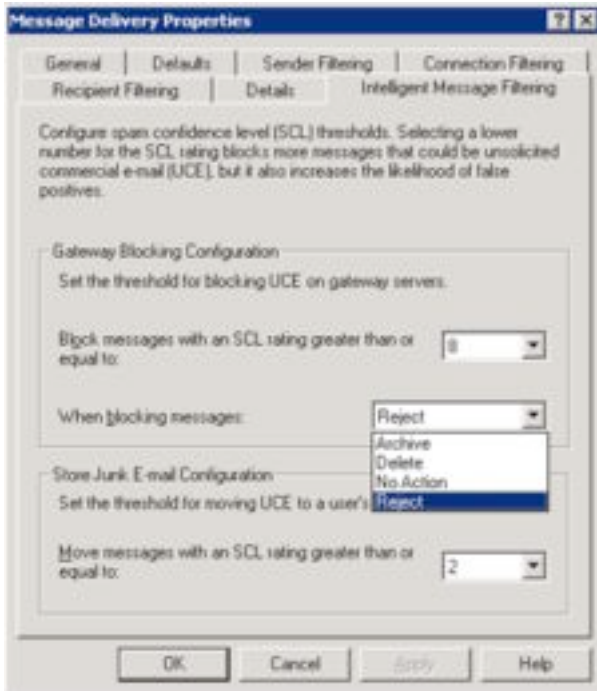 Message Delivery Properties
General
Defaults
Sender Filtering
Connection Filtering
Recipient Filtering
Details
Intelligent Message Filtering
Configure spam confidence level (SCL) thresholds. Selecting a lower
number for the SCL rating blocks more messages that could be unsolicited
commercial e-mail (UCE), but it also increases the likelihood of false
positives.
Gateway Blocking Configuration
Set the threshold for blocking UCE on gateway servers.
Block messages with an SCL rating greater than or
equal to:
8
When blocking messages:
Reject
Archive
Delete
No Action
Reject
Store Junk E-mail Configuration
Set the threshold for moving UCE to a user's
Move messages with an SCL rating greater than or
equal to:
2
OK
Cancel
Apply
Help